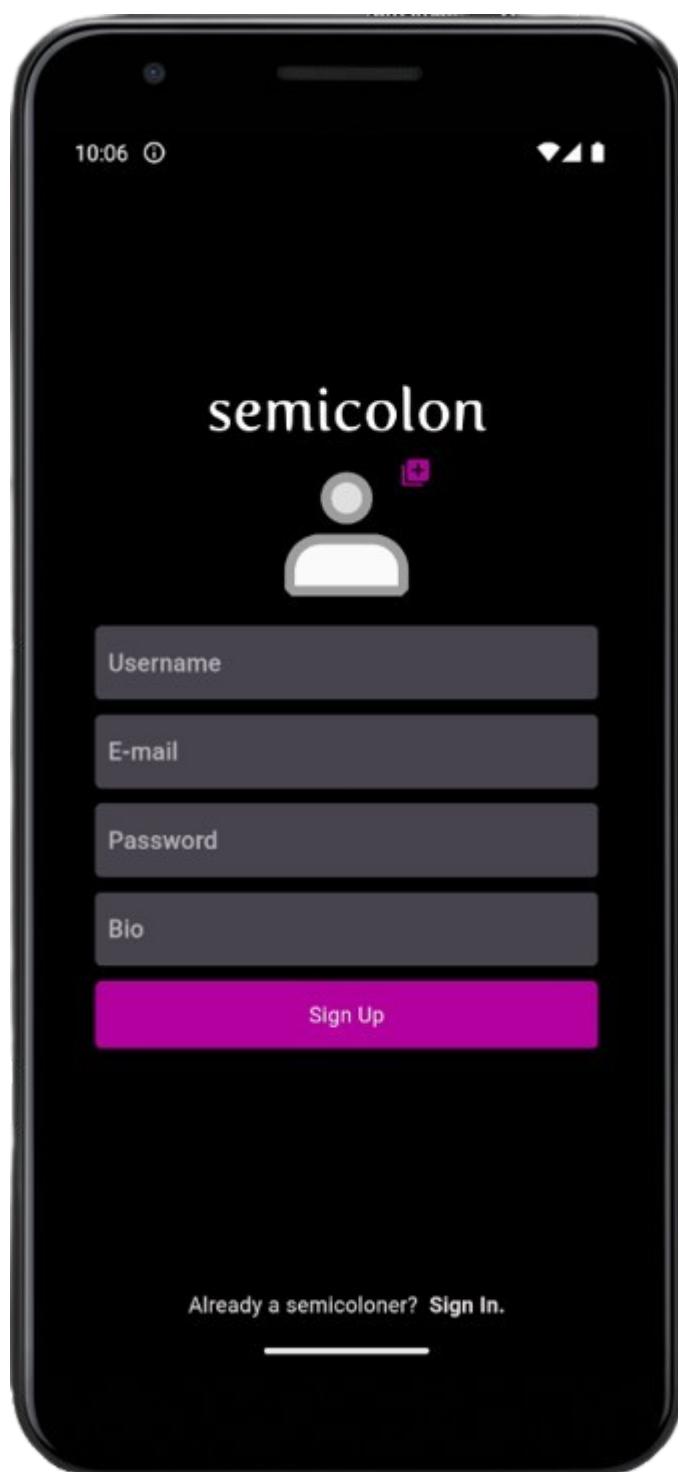 10:06
semicolon
Username
E-mail
Password
Bio
Sign Up
Already a semicoloner? Sign In.